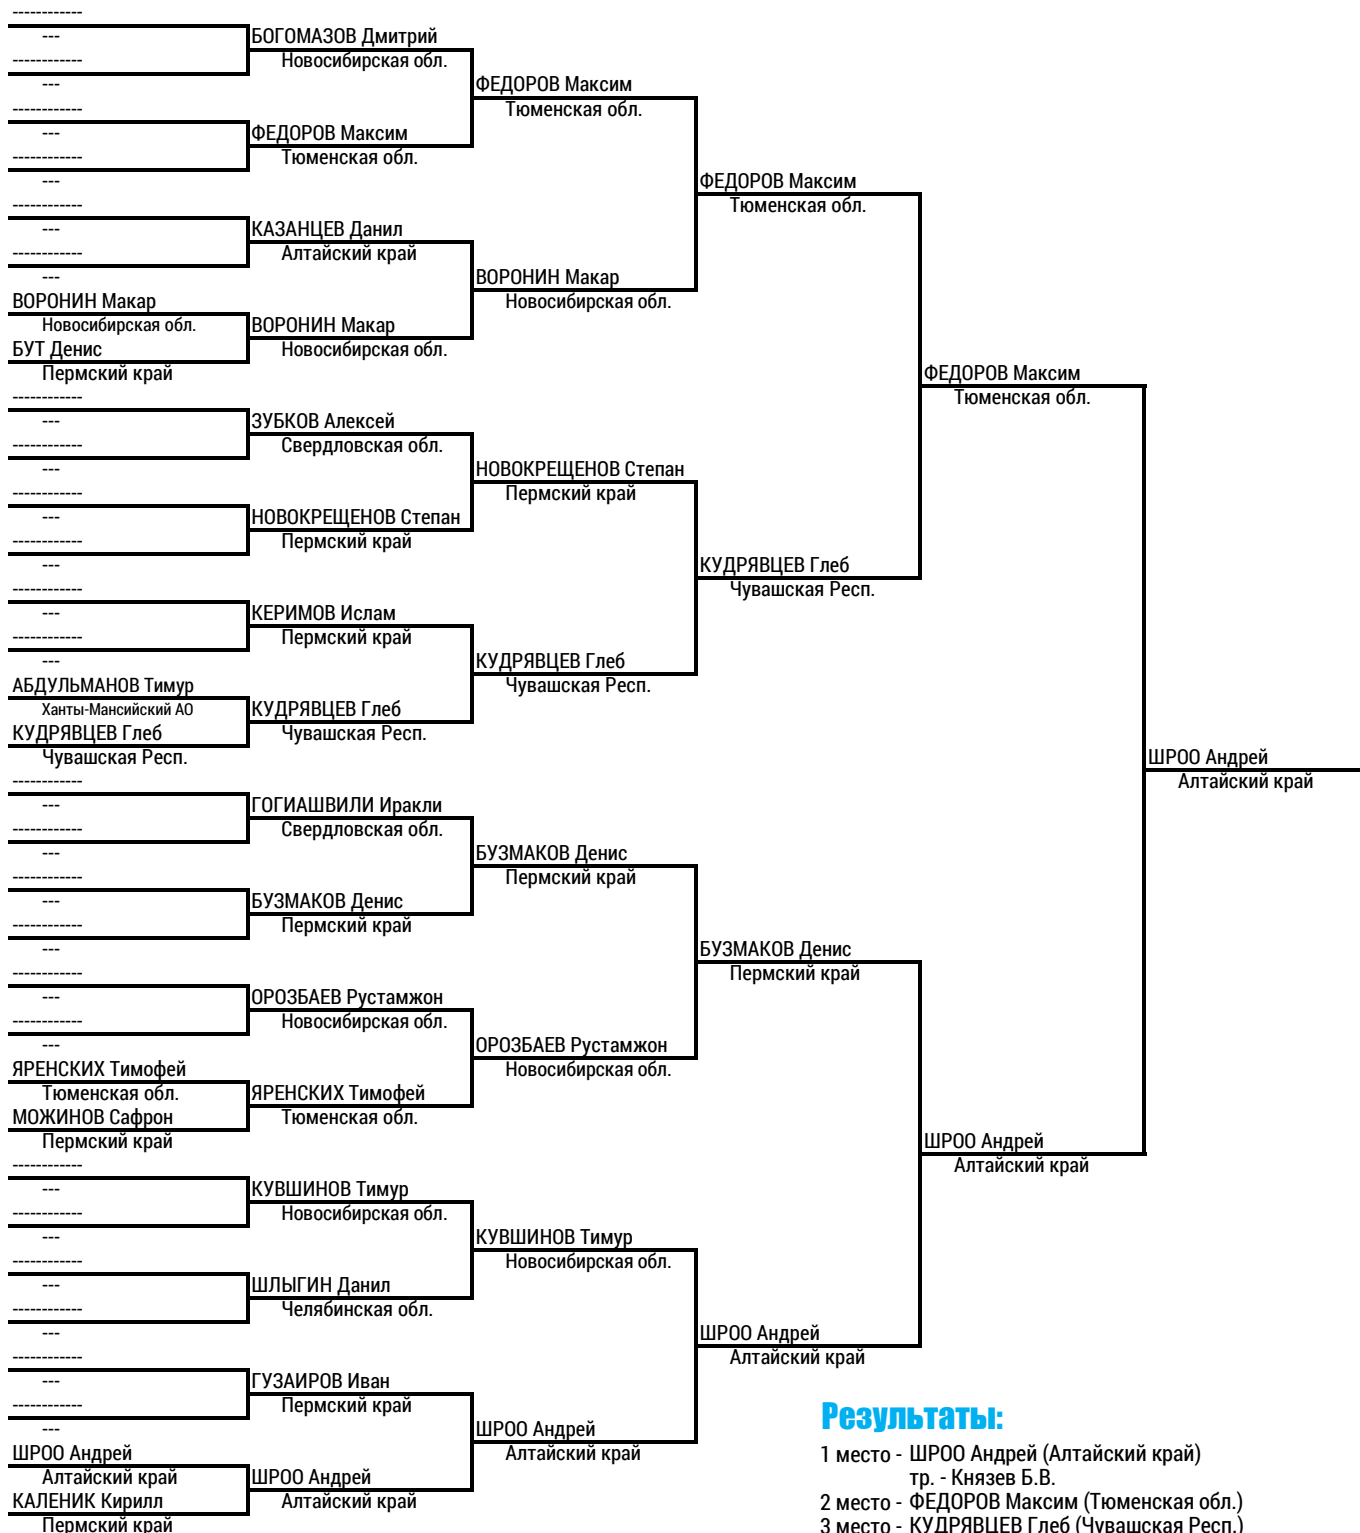 ------------
---
------------
---
------------
---
------------
---
------------
---
------------
---
ВОРОНИН Макар
Новосибирская обл.
БУТ Денис
Пермский край
------------
---
------------
---
------------
---
------------
---
------------
---
------------
---
АБДУЛЬМАНОВ Тимур
Ханты-Мансийский АО
КУДРЯВЦЕВ Глеб
Чувашская Респ.
------------
---
------------
---
------------
---
------------
---
------------
---
------------
---
ЯРЕНСКИХ Тимофей
Тюменская обл.
МОЖИНОВ Сафрон
Пермский край
------------
---
------------
---
------------
---
------------
---
------------
---
------------
---
ШРОО Андрей
Алтайский край
КАЛЕНИК Кирилл
Пермский край
БОГОМАЗОВ Дмитрий
Новосибирская обл.
ФЕДОРОВ Максим
Тюменская обл.
КАЗАНЦЕВ Данил
Алтайский край
ВОРОНИН Макар
Новосибирская обл.
ЗУБКОВ Алексей
Свердловская обл.
НОВОКРЕЩЕНОВ Степан
Пермский край
КЕРИМОВ Ислам
Пермский край
КУДРЯВЦЕВ Глеб
Чувашская Респ.
ГОГИАШВИЛИ Иракли
Свердловская обл.
БУЗМАКОВ Денис
Пермский край
ОРОЗБАЕВ Рустамжон
Новосибирская обл.
ЯРЕНСКИХ Тимофей
Тюменская обл.
КУВШИНОВ Тимур
Новосибирская обл.
ШЛЫГИН Данил
Челябинская обл.
ГУЗАИРОВ Иван
Пермский край
ШРОО Андрей
Алтайский край
ФЕДОРОВ Максим
Тюменская обл.
ВОРОНИН Макар
Новосибирская обл.
НОВОКРЕЩЕНОВ Степан
Пермский край
КУДРЯВЦЕВ Глеб
Чувашская Респ.
БУЗМАКОВ Денис
Пермский край
ОРОЗБАЕВ Рустамжон
Новосибирская обл.
КУВШИНОВ Тимур
Новосибирская обл.
ШРОО Андрей
Алтайский край
ФЕДОРОВ Максим
Тюменская обл.
КУДРЯВЦЕВ Глеб
Чувашская Респ.
БУЗМАКОВ Денис
Пермский край
ШРОО Андрей
Алтайский край
ФЕДОРОВ Максим
Тюменская обл.
ШРОО Андрей
Алтайский край
ШРОО Андрей
Алтайский край
Результаты:
1 место - ШРОО Андрей (Алтайский край)
тр. - Князев Б.В.
2 место - ФЕДОРОВ Максим (Тюменская обл.)
3 место - КУДРЯВЦЕВ Глеб (Чувашская Респ.)